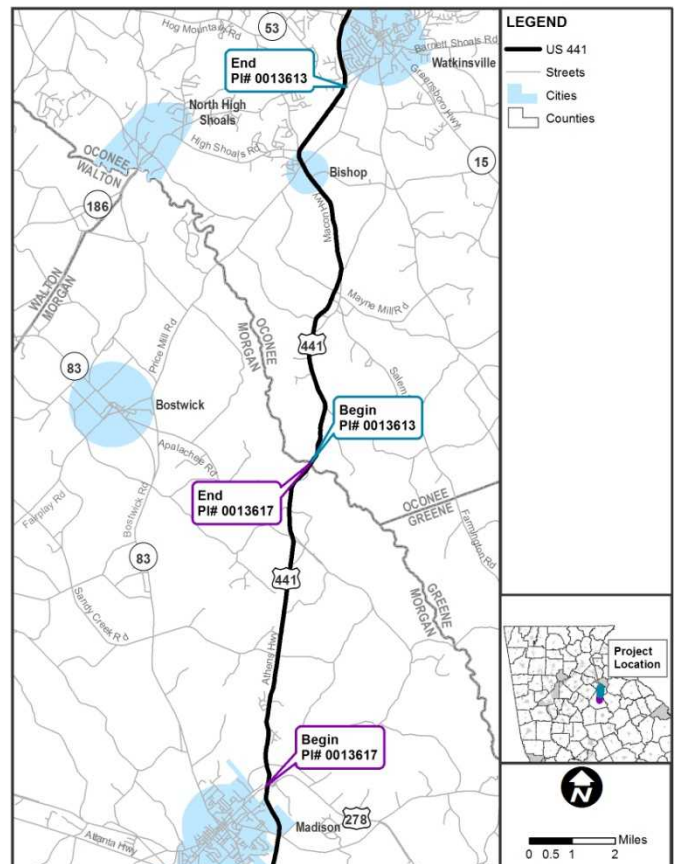 Hog Mountain Rd
53
End
PI# 0013613
Barnett Shoals Rd
Watkinsville
Greensboro Hwy
North High
Shoals
High Shoals Rd
15
OCONEE
WALTON
Bishop
Macon Hwy
186
WALTON
MORGAN
Mayne Mill Rd
OCONEE
MORGAN
441
Price Mill Rd
83
Salem
Bostwick
Begin
PI# 0013613
Apalachee Rd
End
PI# 0013617
Fairplay Rd
Bostwick Rd
OCONEE
GREENE
Farmington Rd
83
441
Sandy Creek Rd
GREENE
MORGAN
Athens Hwy
Begin
PI# 0013617
Madison
278
Atlanta Hwy
LEGEND
US 441
Streets
Cities
Counties
Project
Location
N
Miles
0 0.5 1 2